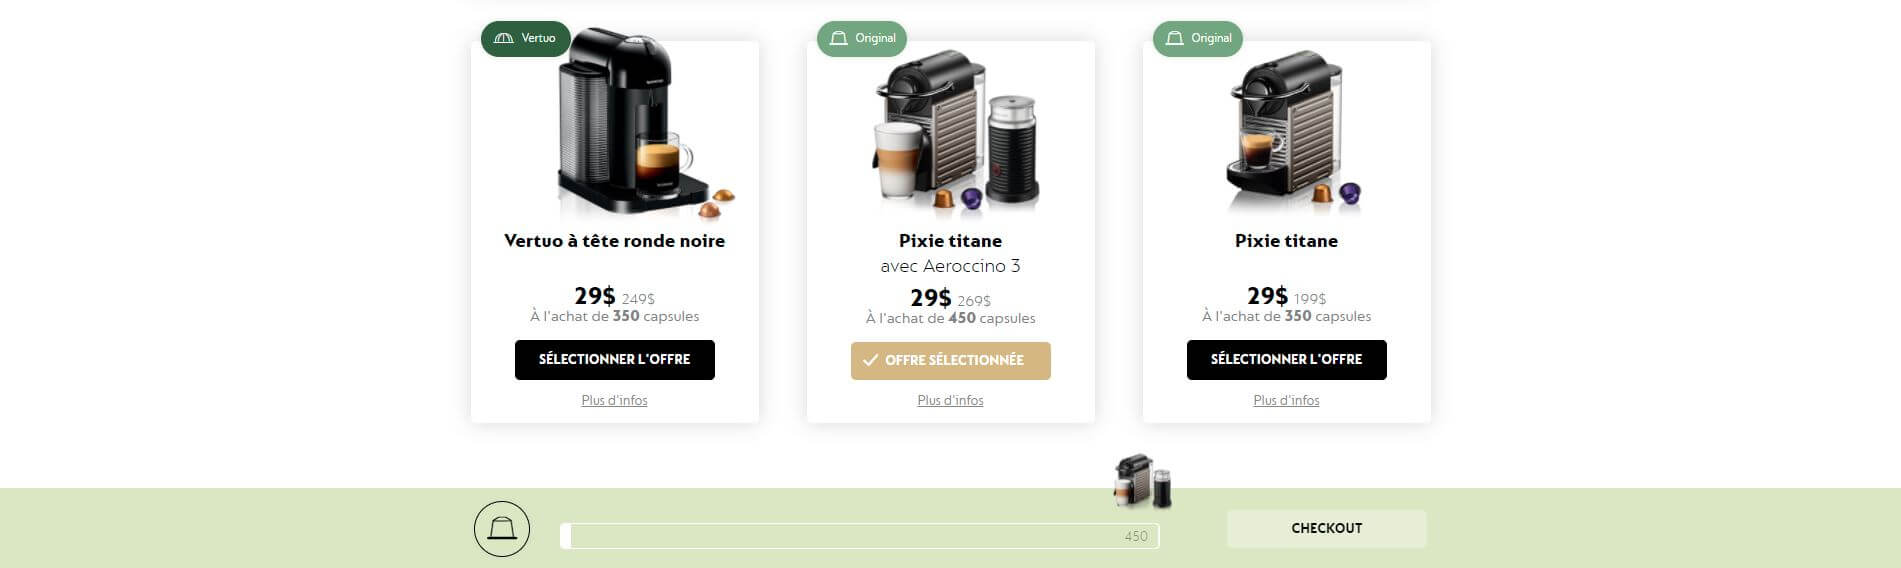 Vertuo
Original
Original
Vertuo à tête ronde noire
29$ 249$
À l'achat de 350 capsules
SÉLECTIONNER L'OFFRE
Plus d'infos
Pixie titane
avec Aeroccino 3
29$ 269$
À l'achat de 450 capsules
OFFRE SÉLECTIONNÉE
Plus d'infos
Pixie titane
29$ 199$
À l'achat de 350 capsules
SÉLECTIONNER L'OFFRE
Plus d'infos
450
CHECKOUT